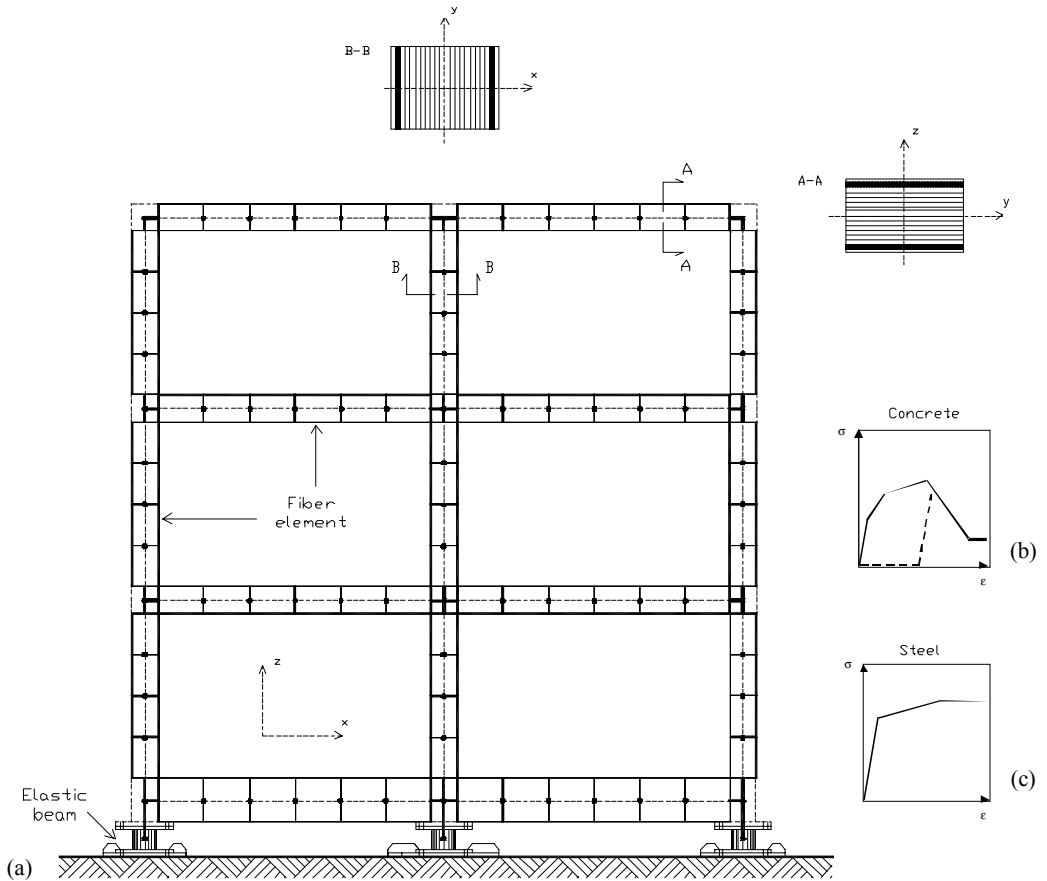 y
B-B
x
z
A-A
y
A
A
B
B
Concrete
σ
ε
(b)
Fiber
element
Steel
σ
ε
(c)
z
x
Elastic
beam
(a)